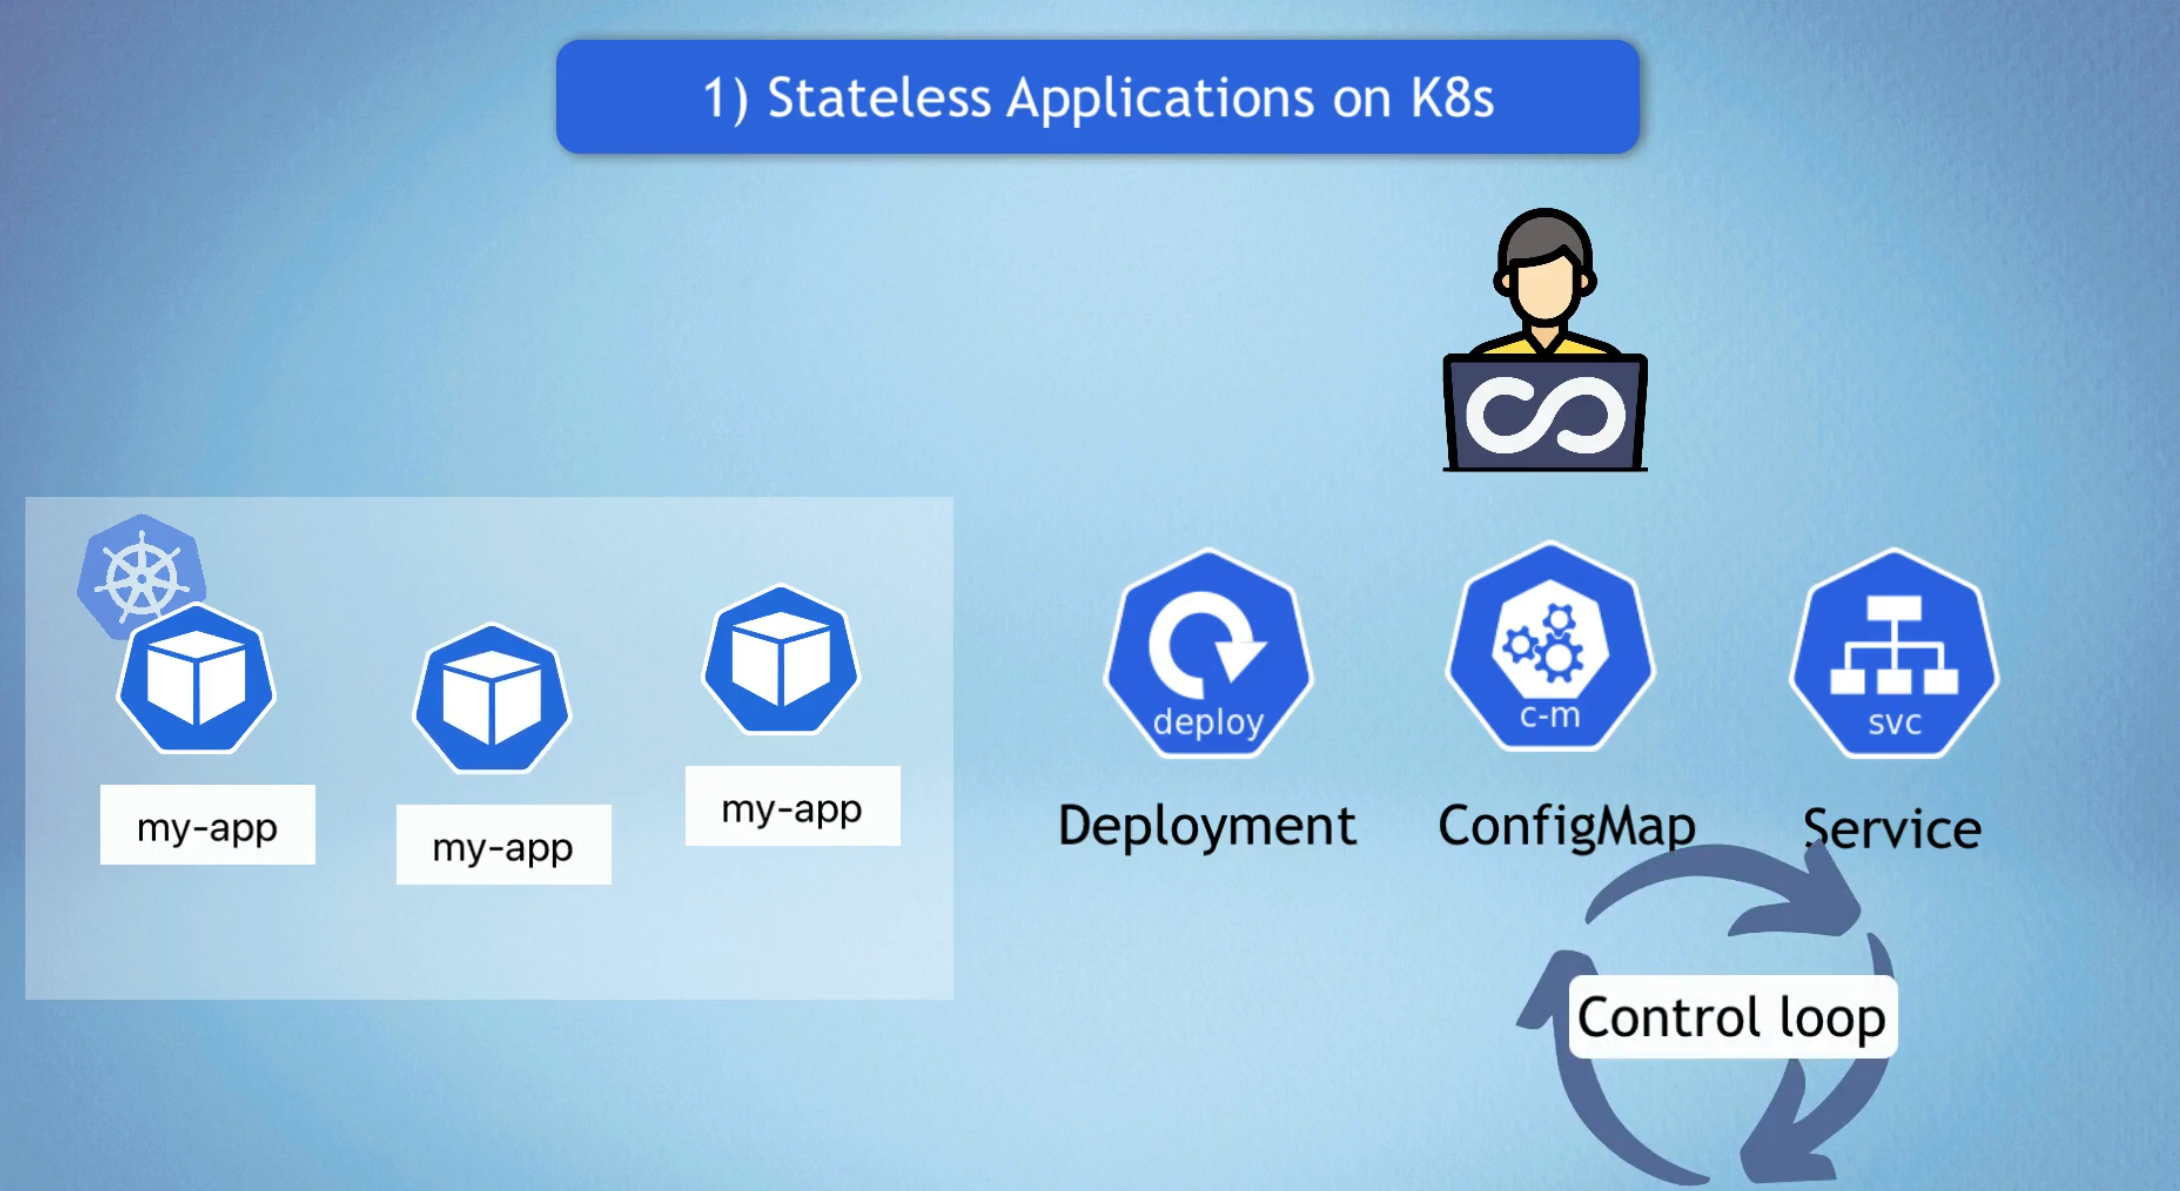 1) Stateless Applications on K8s
my-app
my-app
my-app
deploy
c-m
svc
Deployment
ConfigMap
Service
Control loop